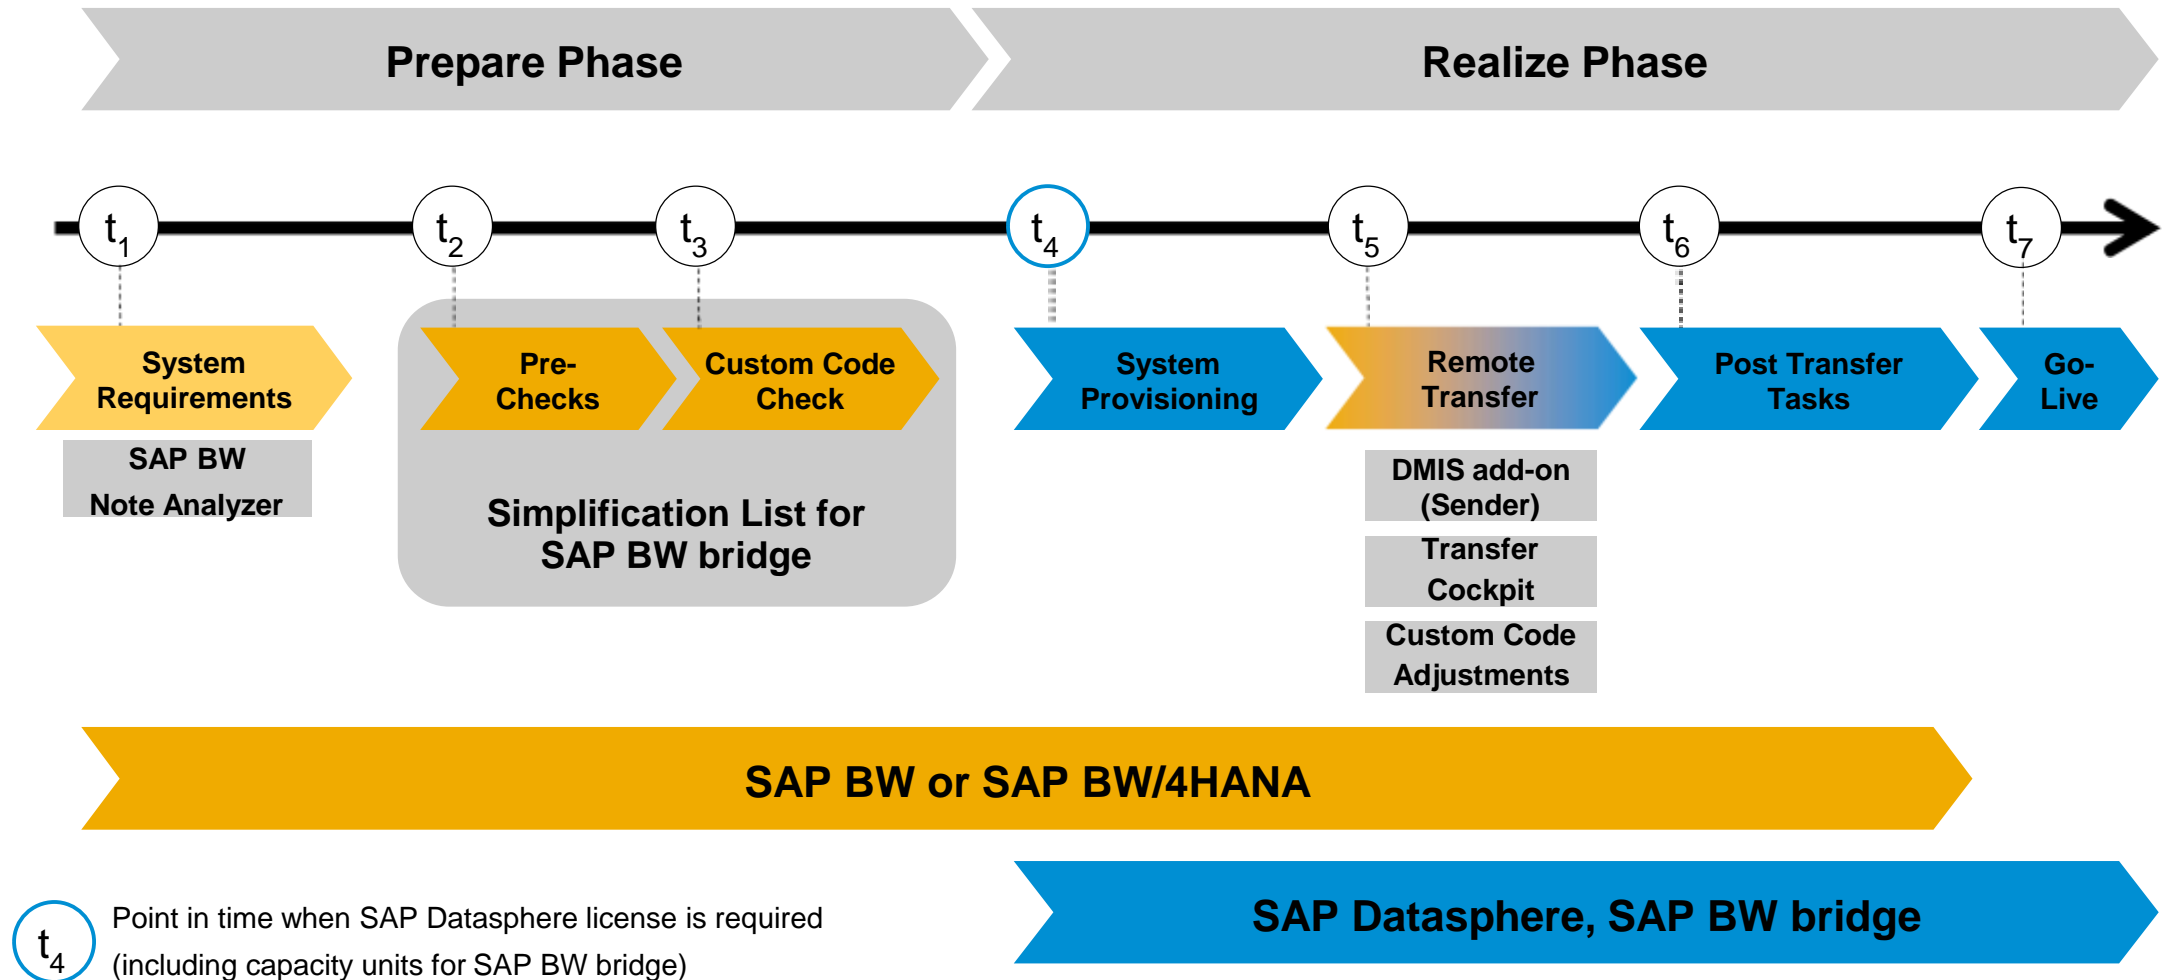 Prepare Phase
Realize Phase
t1
t2
t3
t4
t5
t6
t7
System
Requirements
Pre-
Checks
Custom Code
Check
System
Provisioning
Remote
Transfer
Post Transfer
Tasks
Go-
Live
SAP BW
Note Analyzer
Simplification List for
SAP BW bridge
DMIS add-on
(Sender)
Transfer
Cockpit
Custom Code
Adjustments
SAP BW or SAP BW/4HANA
SAP Datasphere, SAP BW bridge
t4
Point in time when SAP Datasphere license is required
(including capacity units for SAP BW bridge)